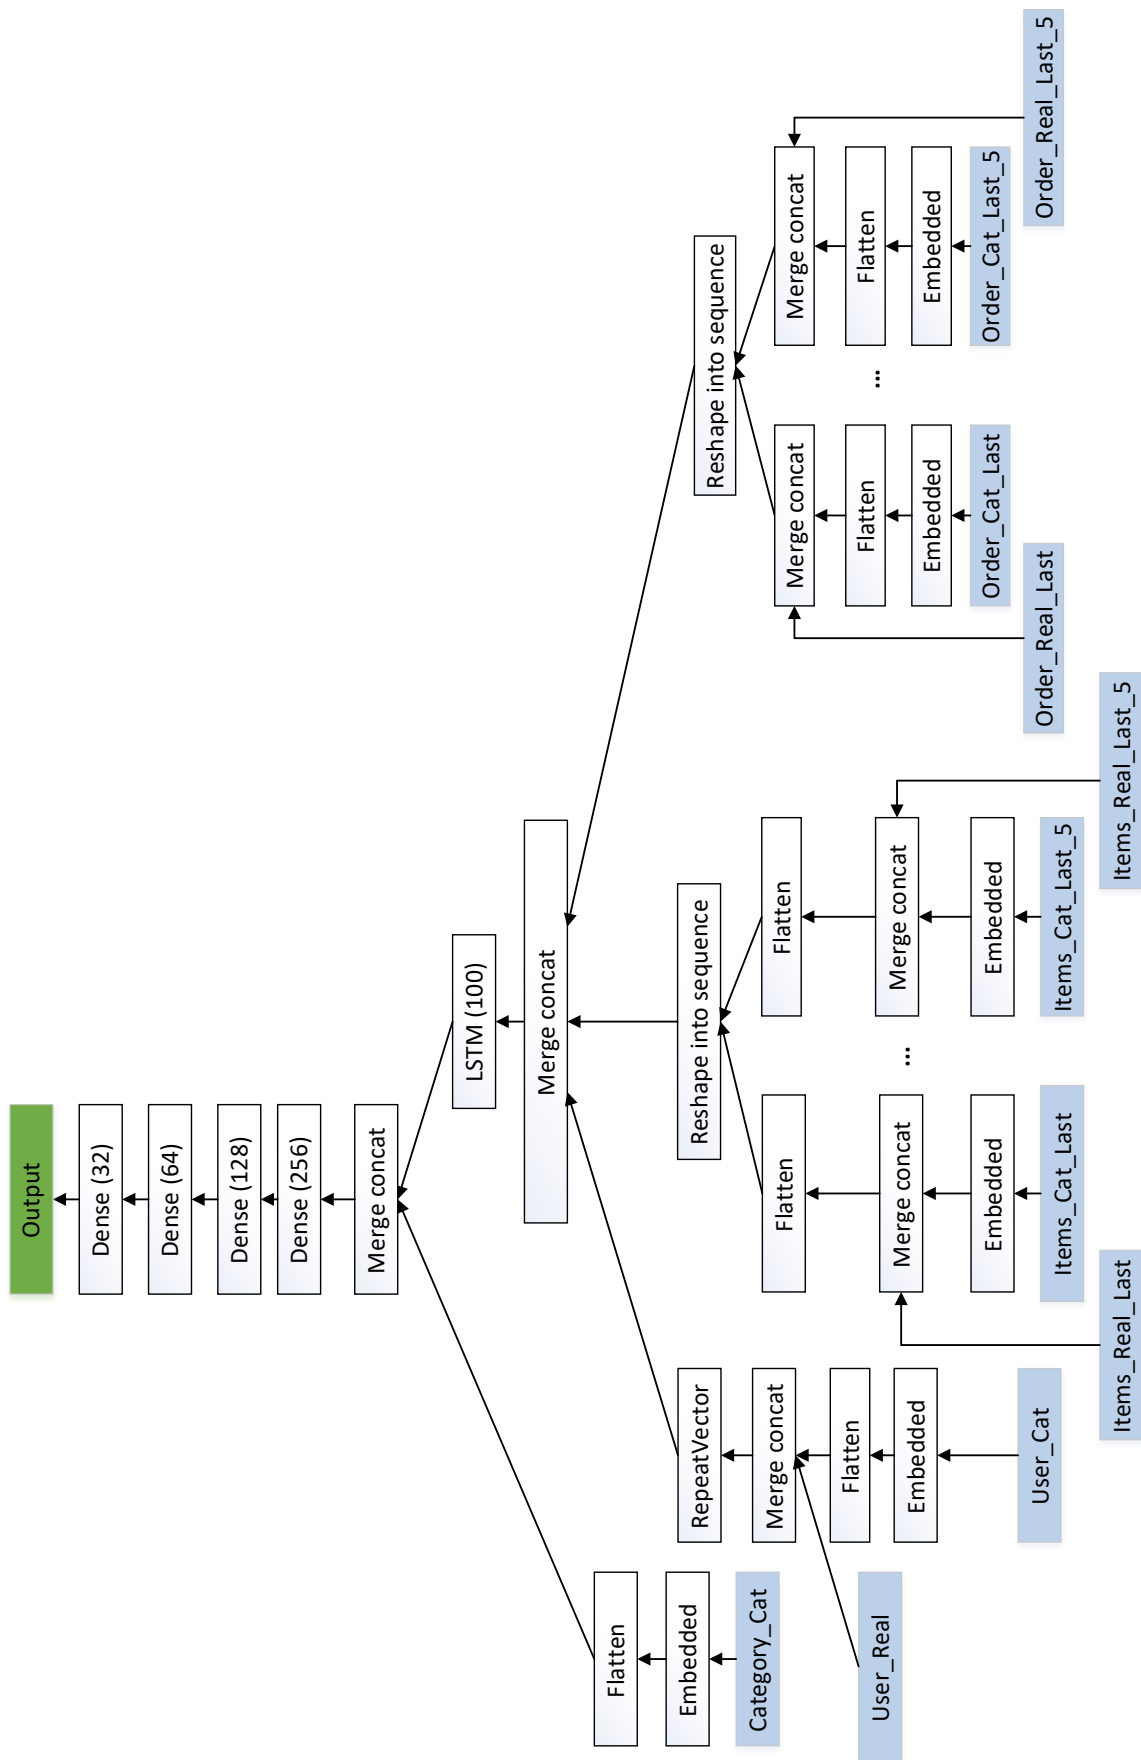 Output
Dense (32)
Dense (64)
Dense (128)
Dense (256)
Merge concat
LSTM (100)
Merge concat
Flatten
Embedded
Category_Cat
RepeatVector
Merge concat
Flatten
Embedded
User_Real
User_Cat
Reshape into sequence
Flatten
Merge concat
Embedded
Items_Cat_Last
Items_Real_Last
...
Flatten
Merge concat
Embedded
Items_Cat_Last_5
Items_Real_Last_5
Reshape into sequence
Merge concat
Flatten
Embedded
Order_Cat_Last
Order_Real_Last
...
Merge concat
Flatten
Embedded
Order_Cat_Last_5
Order_Real_Last_5